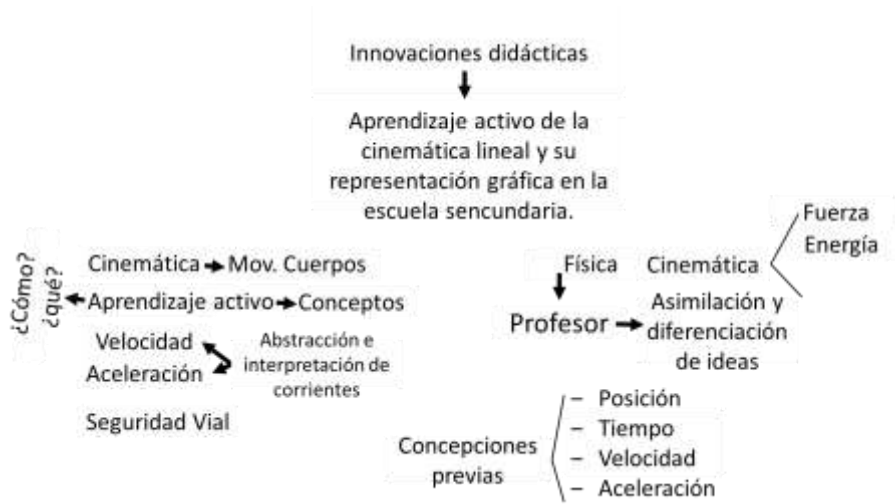 Innovaciones didácticas
Aprendizaje activo de la
cinemática lineal y su
representación gráfica en la
escuela sencundaria.
¿Cómo?
¿qué?
Cinemática Mov. Cuerpos
Aprendizaje activo Conceptos
Velocidad
Aceleración
Abstracción e
interpretación de
corrientes
Seguridad Vial
Física
Profesor
Cinemática
Fuerza
Energía
Asimilación y
diferenciación
de ideas
Concepciones
previas
– Posición
– Tiempo
– Velocidad
– Aceleración